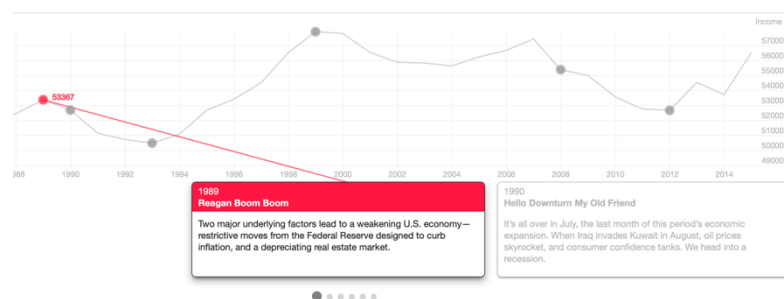 Income
57000
56000
55000
54000
53000
52000
51000
50000
49000
53367
1990 1992 1994 1996 1998 2000 2002 2004 2006 2008 2010 2012 2014
1989
Reagan Boom Boom
Two major underlying factors lead to a weakening U.S. economy—
restrictive moves from the Federal Reserve designed to curb
inflation, and a depreciating real estate market.
1990
Hello Downturn My Old Friend
It's all over in July, the last month of this period's economic
expansion. When Iraq invades Kuwait in August, oil prices
skyrocket, and consumer confidence tanks. We head into a
recession.